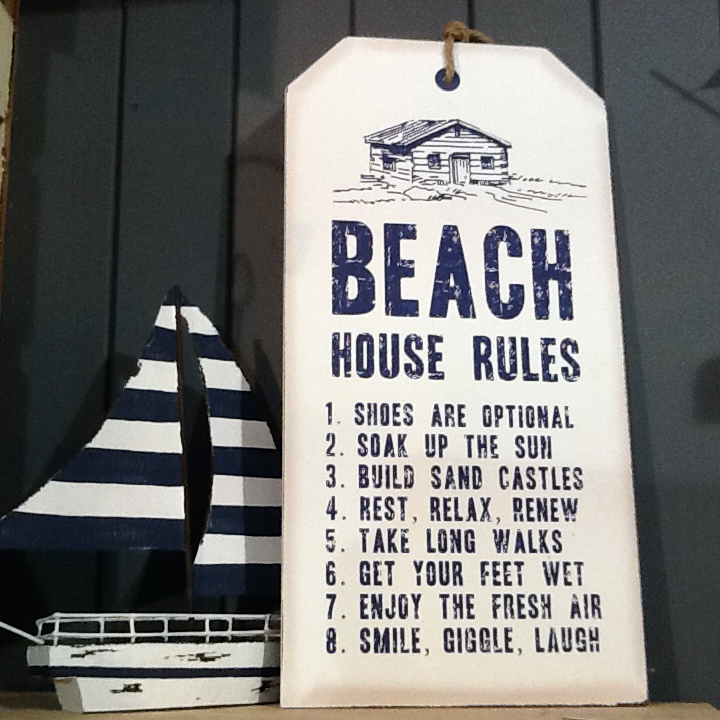 BEACH
HOUSE RULES
1. SHOES ARE OPTIONAL
2. SOAK UP THE SUN
3. BUILD SAND CASTLES
4. REST, RELAX, RENEW
5. TAKE LONG WALKS
6. GET YOUR FEET WET
7. ENJOY THE FRESH AIR
8. SMILE, GIGGLE, LAUGH